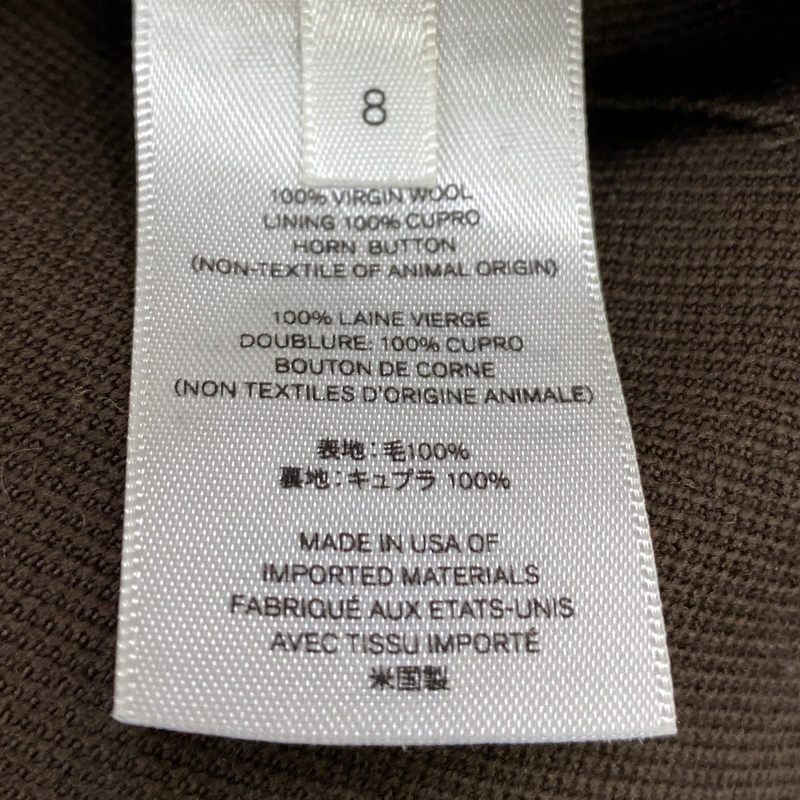 8
100% VIRGIN WOOL
LINING 100% CUPRO
HORN BUTTON
(NON-TEXTILE OF ANIMAL ORIGIN)
100% LAINE VIERGE
DOUBLURE: 100% CUPRO
BOUTON DE CORNE
(NON TEXTILES D'ORIGINE ANIMALE)
表地:毛100%
裏地:キュプラ 100%
MADE IN USA OF
IMPORTED MATERIALS
FABRIQUÉ AUX ETATS-UNIS
AVEC TISSU IMPORTÉ
米国製